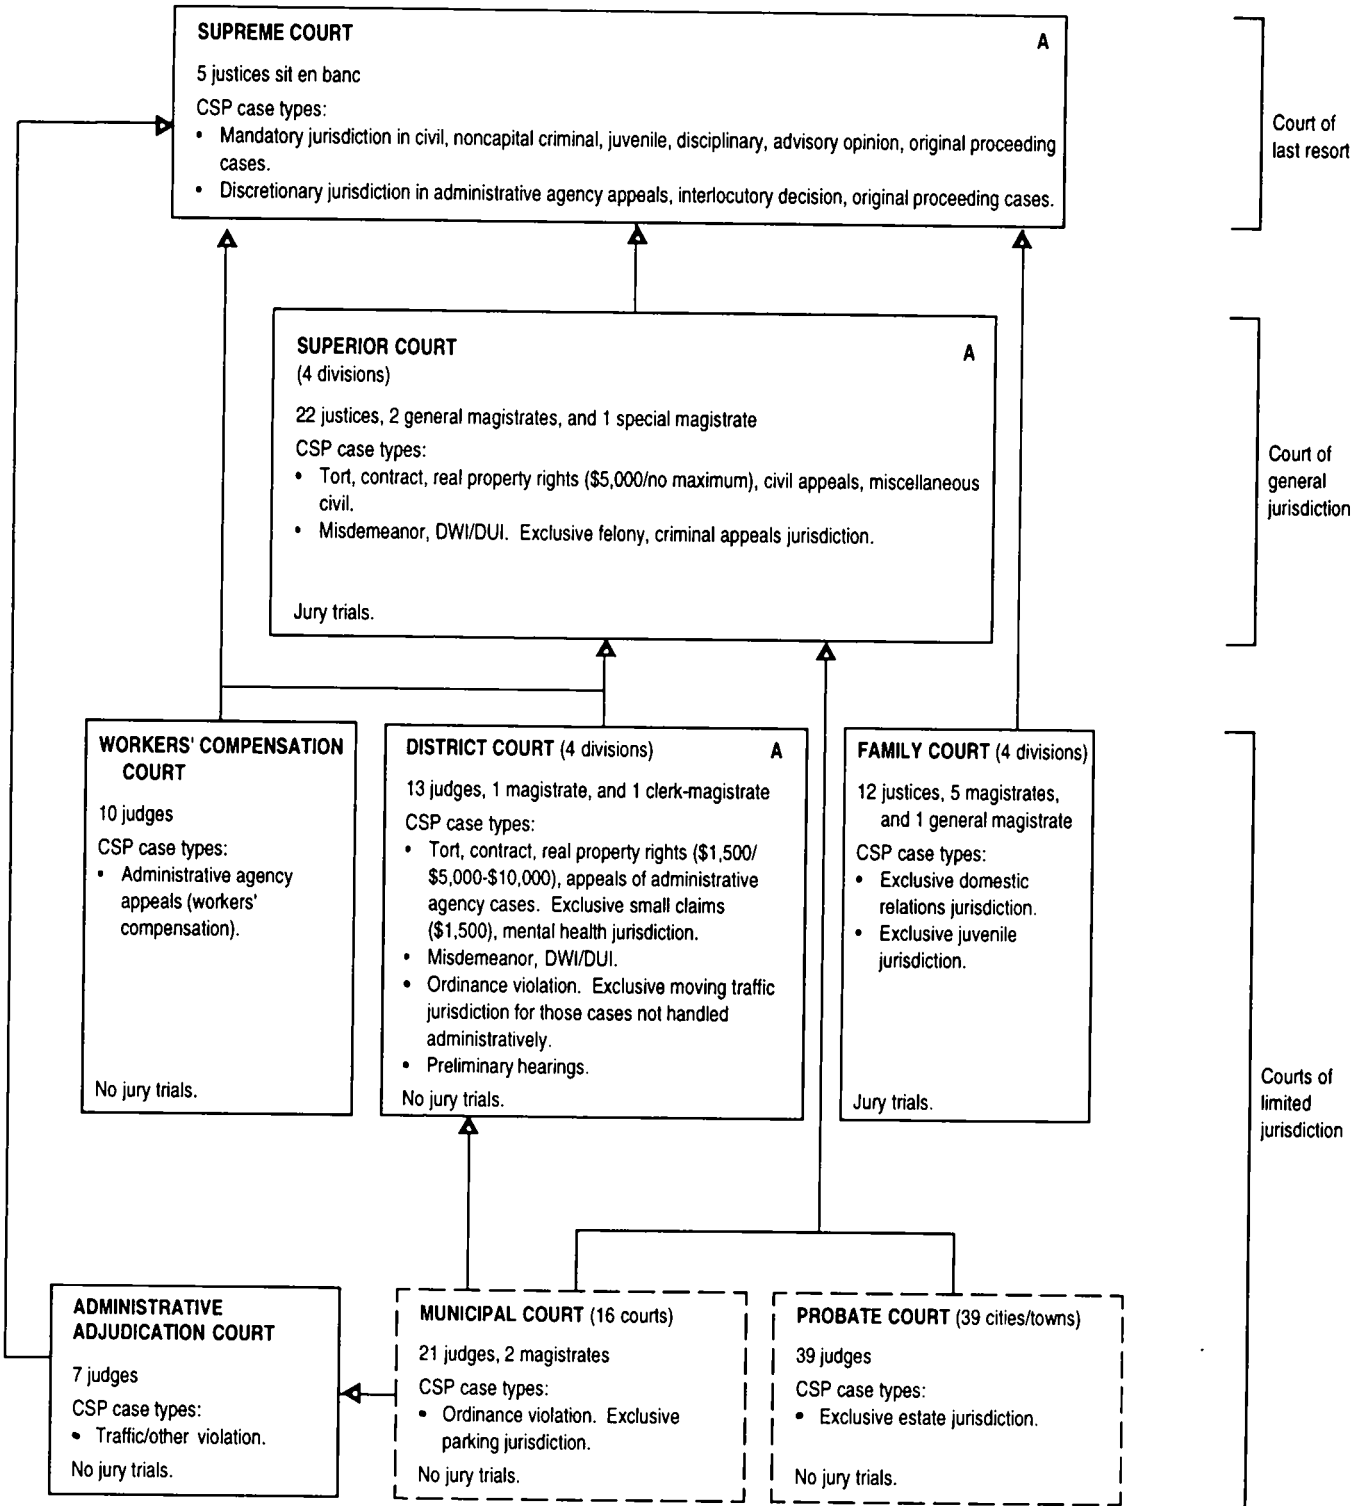 SUPREME COURT
A
5 justices sit en banc
CSP case types:
• Mandatory jurisdiction in civil, noncapital criminal, juvenile, disciplinary, advisory opinion, original proceeding
cases.
• Discretionary jurisdiction in administrative agency appeals, interlocutory decision, original proceeding cases.
Court of
last resort
SUPERIOR COURT
A
(4 divisions)
22 justices, 2 general magistrates, and 1 special magistrate
CSP case types:
• Tort, contract, real property rights ($5,000/no maximum), civil appeals, miscellaneous
civil.
• Misdemeanor, DWI/DUI. Exclusive felony, criminal appeals jurisdiction.
Jury trials.
Court of
general
jurisdiction
WORKERS' COMPENSATION
COURT
10 judges
CSP case types:
• Administrative agency
appeals (workers'
compensation).
No jury trials.
DISTRICT COURT (4 divisions)
A
13 judges, 1 magistrate, and 1 clerk-magistrate
CSP case types:
• Tort, contract, real property rights ($1,500/
$5,000-$10,000), appeals of administrative
agency cases. Exclusive small claims
($1,500), mental health jurisdiction.
• Misdemeanor, DWI/DUI.
• Ordinance violation. Exclusive moving traffic
jurisdiction for those cases not handled
administratively.
• Preliminary hearings.
No jury trials.
FAMILY COURT (4 divisions)
12 justices, 5 magistrates,
and 1 general magistrate
CSP case types:
• Exclusive domestic
relations jurisdiction.
• Exclusive juvenile
jurisdiction.
Jury trials.
Courts of
limited
jurisdiction
ADMINISTRATIVE
ADJUDICATION COURT
7 judges
CSP case types:
• Traffic/other violation.
No jury trials.
MUNICIPAL COURT (16 courts)
21 judges, 2 magistrates
CSP case types:
• Ordinance violation. Exclusive
parking jurisdiction.
No jury trials.
PROBATE COURT (39 cities/towns)
39 judges
CSP case types:
• Exclusive estate jurisdiction.
No jury trials.